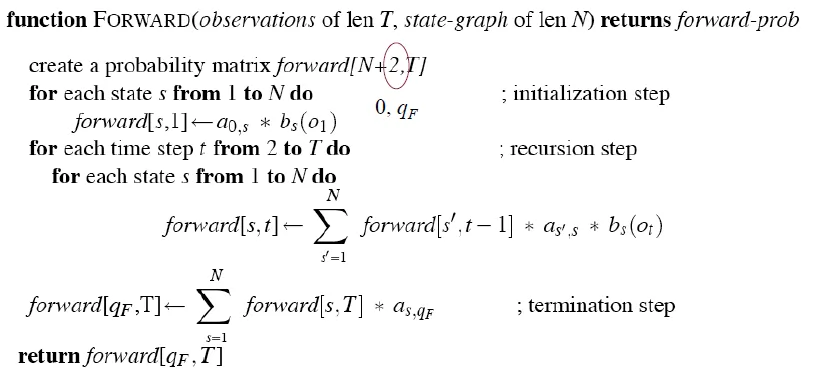 function FORWARD(observations of len T, state-graph of len N) returns forward-prob
create a probability matrix forward[N+2,T]
for each state s from 1 to N do ; initialization step
0, q_F
forward[s,1]←a_{0,s} * b_s(o_1)
for each time step t from 2 to T do ; recursion step
for each state s from 1 to N do
forward[s,t]← ∑_{s'=1}^{N} forward[s',t−1] * a_{s',s} * b_s(o_t)
forward[q_F,T]← ∑_{s=1}^{N} forward[s,T] * a_{s,q_F} ; termination step
return forward[q_F,T]